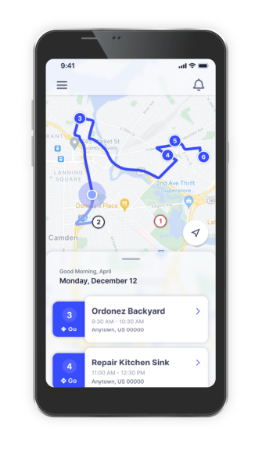 9:41
3
5
4
6
2nd Ave Thrift
Superstore
LANNING
SQUARE
2
1
Camden
Good Morning, April
Monday, December 12
3
Go
Ordonez Backyard
9:30 AM - 10:30 AM
Anytown, US 00000
4
Go
Repair Kitchen Sink
11:00 AM - 12:30 PM
Anytown, US 00000